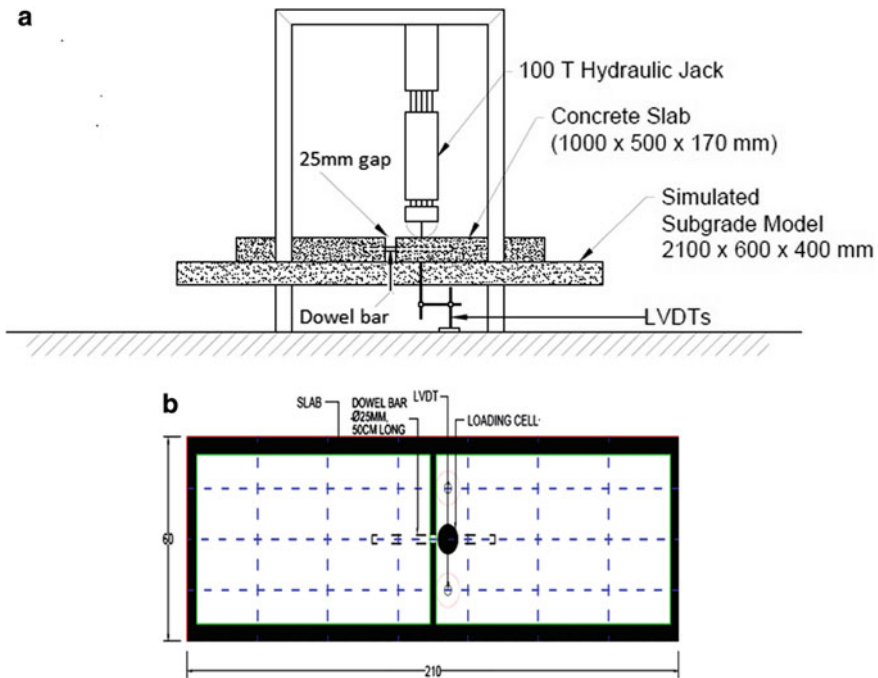 a
100 T Hydraulic Jack
Concrete Slab
(1000 x 500 x 170 mm)
25mm gap
Simulated
Subgrade Model
2100 x 600 x 400 mm
Dowel bar
LVDTs
b
SLAB
DOWEL BAR
Ø25MM,
50CM LONG
LVDT
LOADING CELL
60
210